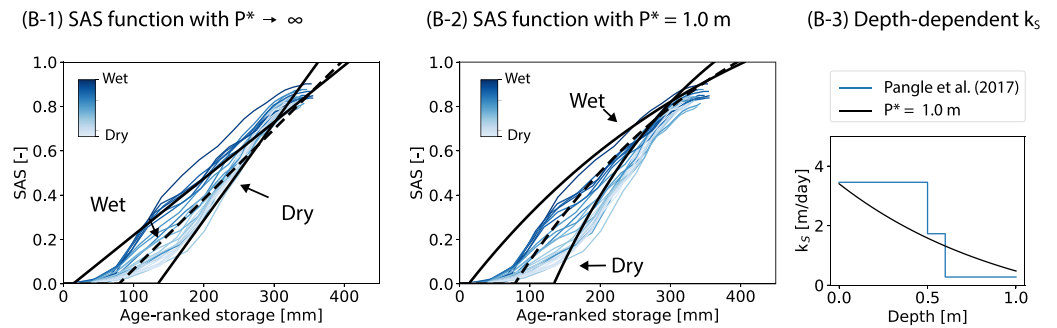 (B-1) SAS function with P* → ∞
(B-2) SAS function with P* = 1.0 m
(B-3) Depth-dependent kS
1.0
0.8
0.6
0.4
0.2
0.0
SAS [-]
Wet
Dry
Wet
Dry
0
100
200
300
400
Age-ranked storage [mm]
1.0
0.8
0.6
0.4
0.2
0.0
SAS [-]
Wet
Dry
Wet
Dry
0
100
200
300
400
Age-ranked storage [mm]
Pangle et al. (2017)
P* = 1.0 m
4
2
0
kS [m/day]
0.0
0.5
1.0
Depth [m]